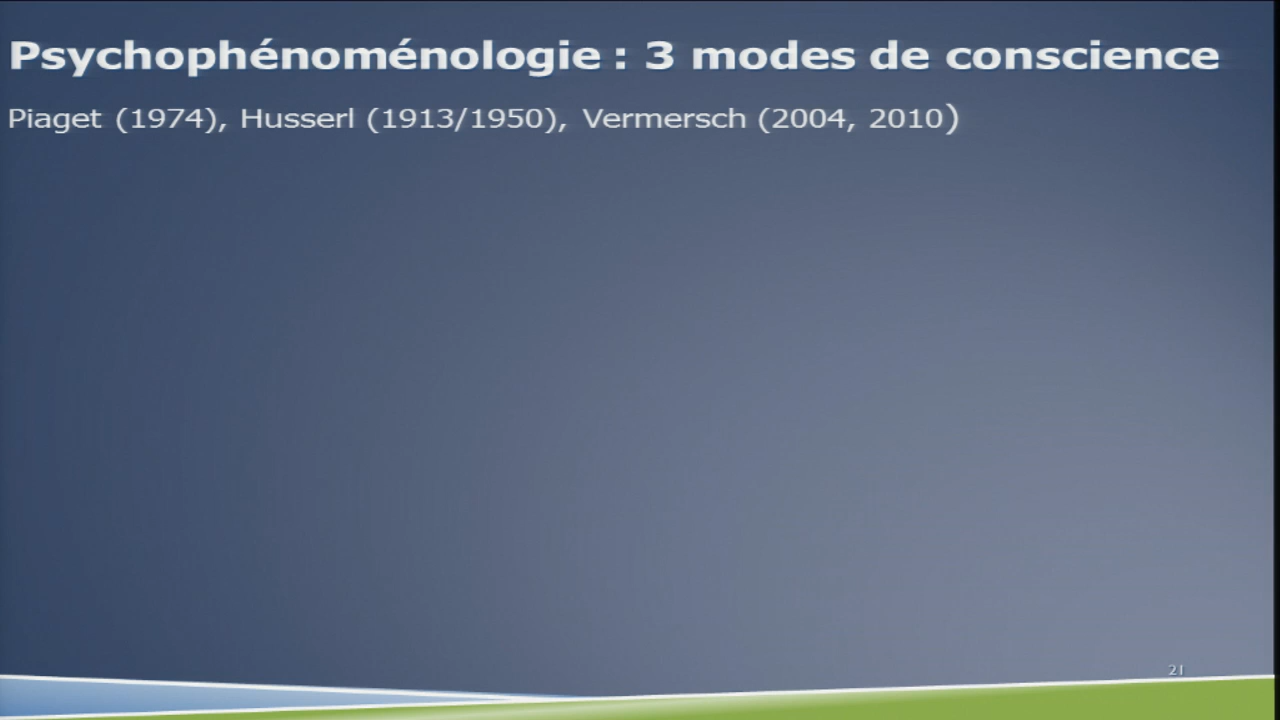 Psychophénoménologie : 3 modes de conscience
Piaget (1974), Husserl (1913/1950), Vermersch (2004, 2010)
21